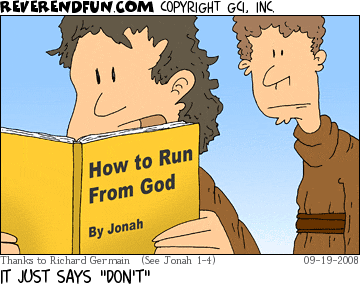 REVERENDFUN.COM COPYRIGHT GCI, INC.
How to Run
From God
By Jonah
Thanks to Richard Germain (See Jonah 1-4) 09-19-2008
IT JUST SAYS "DON'T"